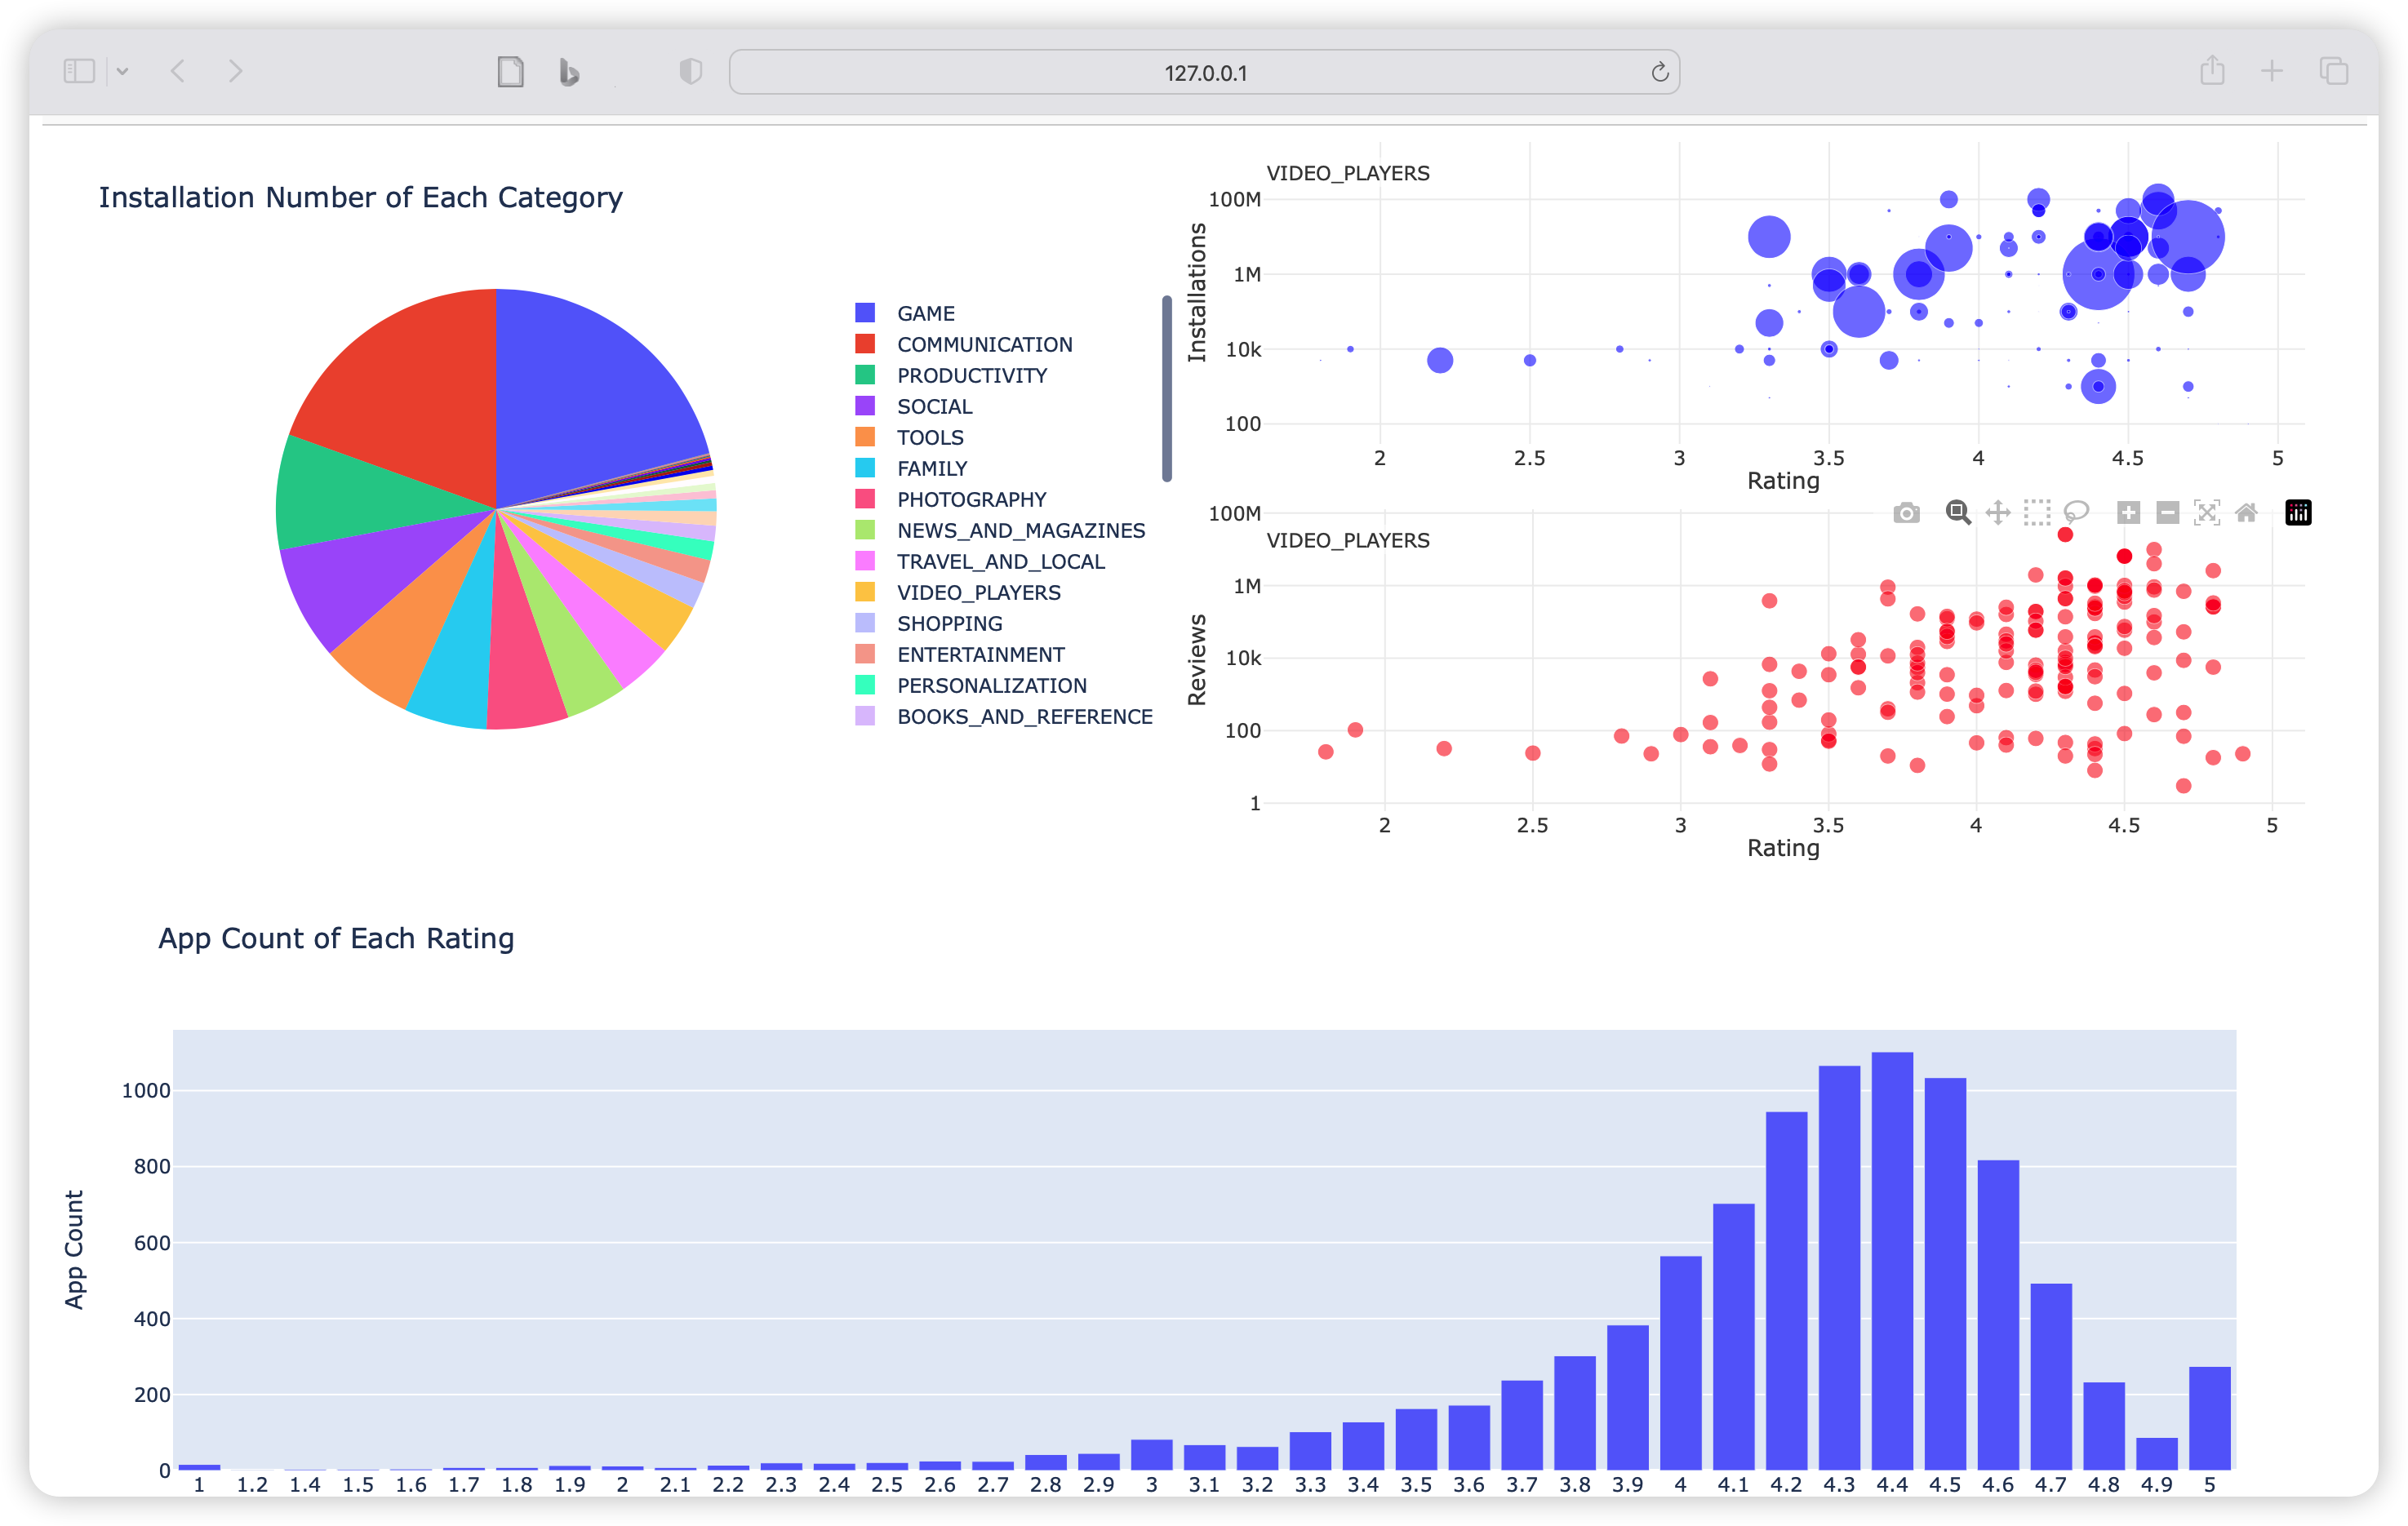 127.0.0.1
Installation Number of Each Category
GAME
COMMUNICATION
PRODUCTIVITY
SOCIAL
TOOLS
FAMILY
PHOTOGRAPHY
NEWS_AND_MAGAZINES
TRAVEL_AND_LOCAL
VIDEO_PLAYERS
SHOPPING
ENTERTAINMENT
PERSONALIZATION
BOOKS_AND_REFERENCE
VIDEO_PLAYERS
100M
1M
10k
100
Installations
2 2.5 3 3.5 4 4.5 5
Rating
VIDEO_PLAYERS
100M
1M
10k
100
1
Reviews
2 2.5 3 3.5 4 4.5 5
Rating
App Count of Each Rating
1000
800
600
400
200
0
App Count
1 1.2 1.4 1.5 1.6 1.7 1.8 1.9 2 2.1 2.2 2.3 2.4 2.5 2.6 2.7 2.8 2.9 3 3.1 3.2 3.3 3.4 3.5 3.6 3.7 3.8 3.9 4 4.1 4.2 4.3 4.4 4.5 4.6 4.7 4.8 4.9 5